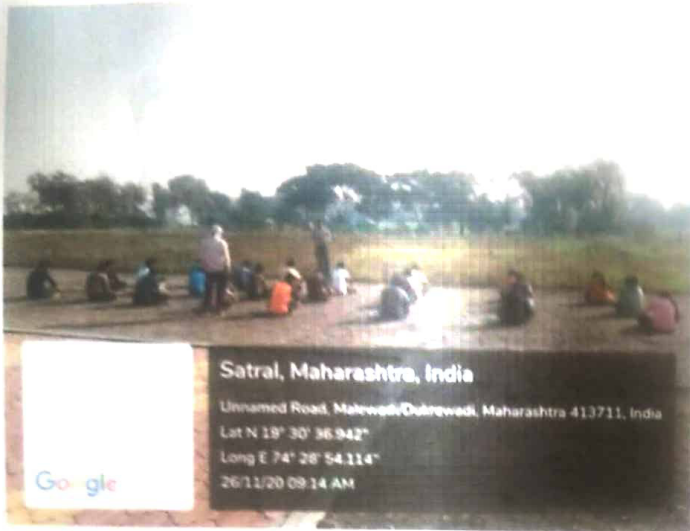 Satral, Maharashtra, India
Unnamed Road, Malewadi/Dukrewadi, Maharashtra 413711, India
Lat N 19° 30' 36.942"
Long E 74° 28' 54.114"
26/11/20 09:14 AM
Google